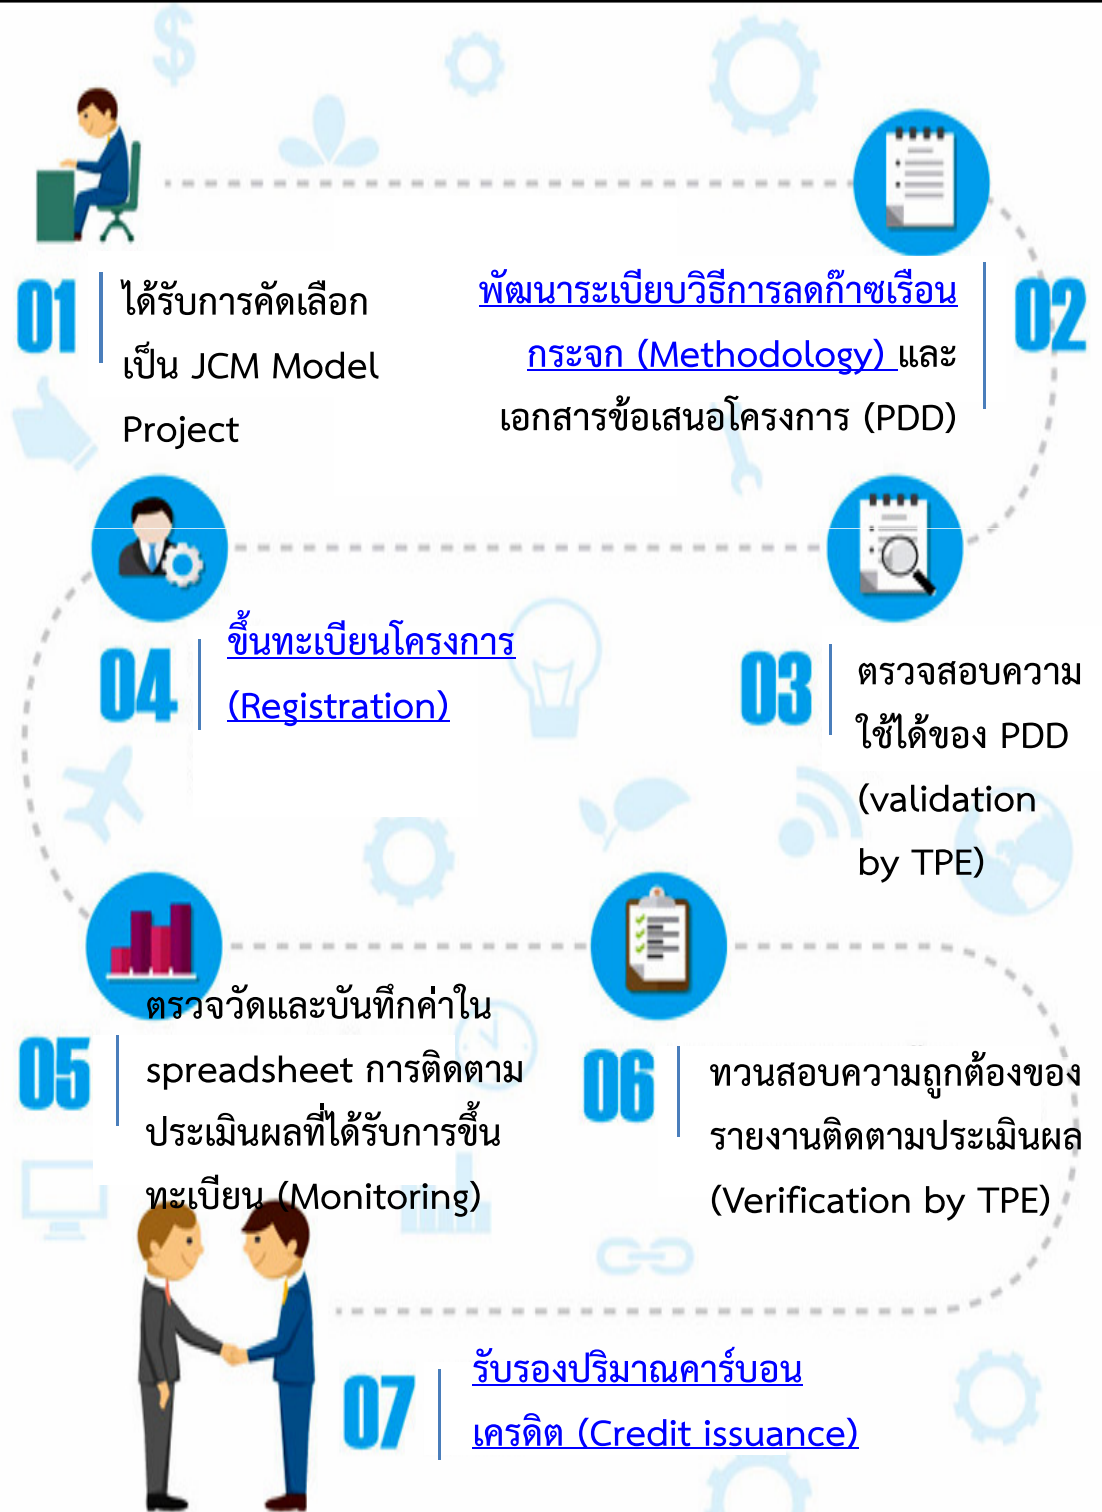 01
ได้รับการคัดเลือก
เป็น JCM Model
Project
พัฒนาระเบียบวิธีการลดก๊าซเรือน
กระจก (Methodology) และ
เอกสารข้อเสนอโครงการ (PDD)
02
03
ตรวจสอบความ
ใช้ได้ของ PDD
(validation
by TPE)
04
ขึ้นทะเบียนโครงการ
(Registration)
05
ตรวจวัดและบันทึกค่าใน
spreadsheet การติดตาม
ประเมินผลที่ได้รับการขึ้น
ทะเบียน (Monitoring)
06
ทวนสอบความถูกต้องของ
รายงานติดตามประเมินผล
(Verification by TPE)
07
รับรองปริมาณคาร์บอน
เครดิต (Credit issuance)